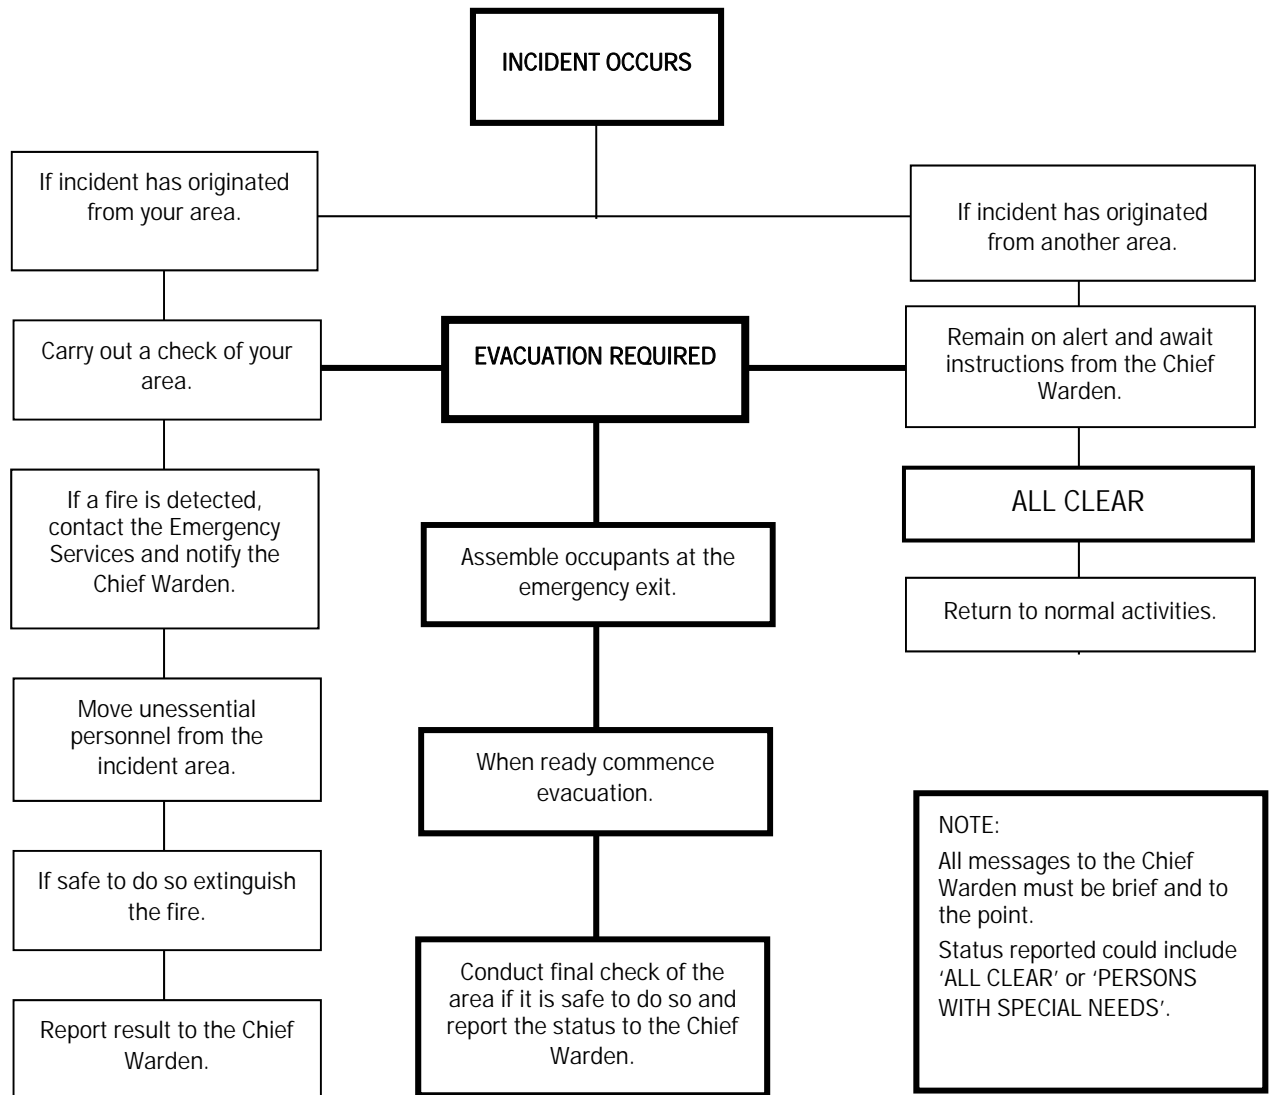 INCIDENT OCCURS
If incident has originated
from your area.
If incident has originated
from another area.
Carry out a check of your
area.
EVACUATION REQUIRED
Remain on alert and await
instructions from the Chief
Warden.
If a fire is detected,
contact the Emergency
Services and notify the
Chief Warden.
ALL CLEAR
Assemble occupants at the
emergency exit.
Return to normal activities.
Move unessential
personnel from the
incident area.
When ready commence
evacuation.
If safe to do so extinguish
the fire.
NOTE:
All messages to the Chief
Warden must be brief and to
the point.
Status reported could include
‘ALL CLEAR’ or ‘PERSONS
WITH SPECIAL NEEDS’.
Conduct final check of the
area if it is safe to do so and
report the status to the Chief
Warden.
Report result to the Chief
Warden.